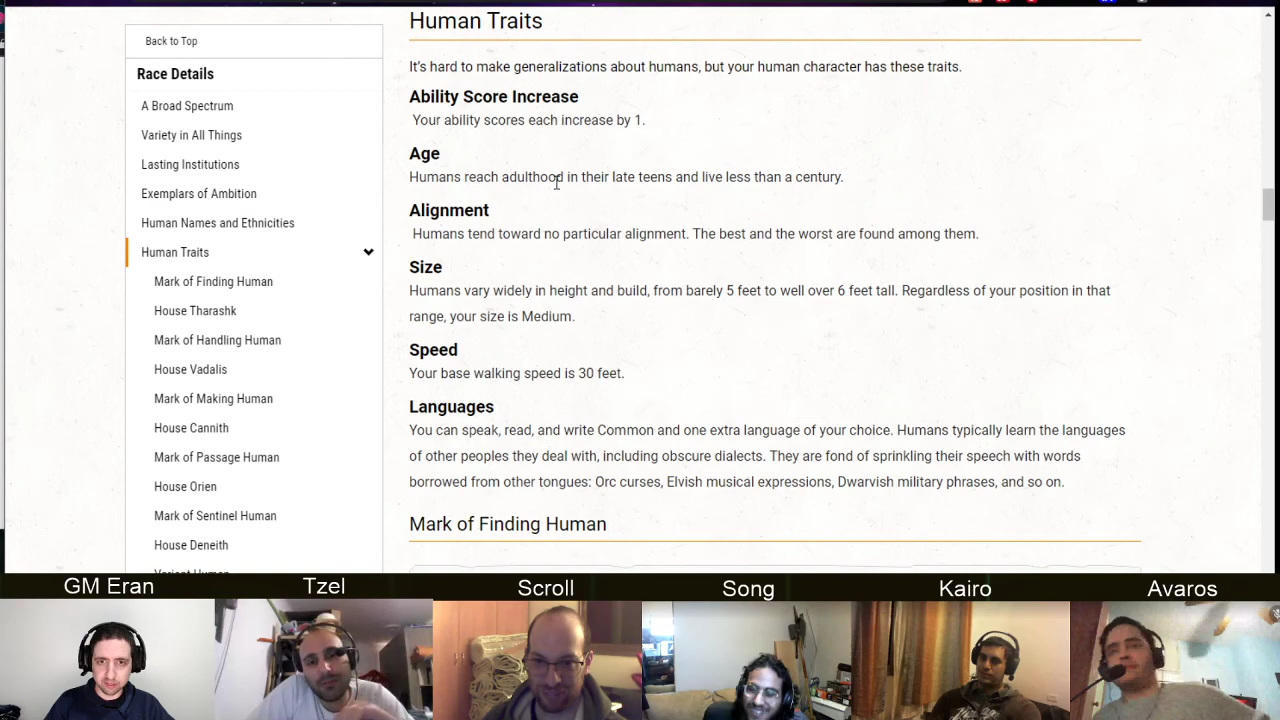 Back to Top
Race Details
A Broad Spectrum
Variety in All Things
Lasting Institutions
Exemplars of Ambition
Human Names and Ethnicities
Human Traits
Mark of Finding Human
House Tharashk
Mark of Handling Human
House Vadalis
Mark of Making Human
House Cannith
Mark of Passage Human
House Orien
Mark of Sentinel Human
House Deneith
Variant Human
Human Traits
It's hard to make generalizations about humans, but your human character has these traits.
Ability Score Increase
Your ability scores each increase by 1.
Age
Humans reach adulthood in their late teens and live less than a century.
Alignment
Humans tend toward no particular alignment. The best and the worst are found among them.
Size
Humans vary widely in height and build, from barely 5 feet to well over 6 feet tall. Regardless of your position in that
range, your size is Medium.
Speed
Your base walking speed is 30 feet.
Languages
You can speak, read, and write Common and one extra language of your choice. Humans typically learn the languages
of other peoples they deal with, including obscure dialects. They are fond of sprinkling their speech with words
borrowed from other tongues: Orc curses, Elvish musical expressions, Dwarvish military phrases, and so on.
Mark of Finding Human
GM Eran
Tzel
Scroll
Song
Kairo
Avaros